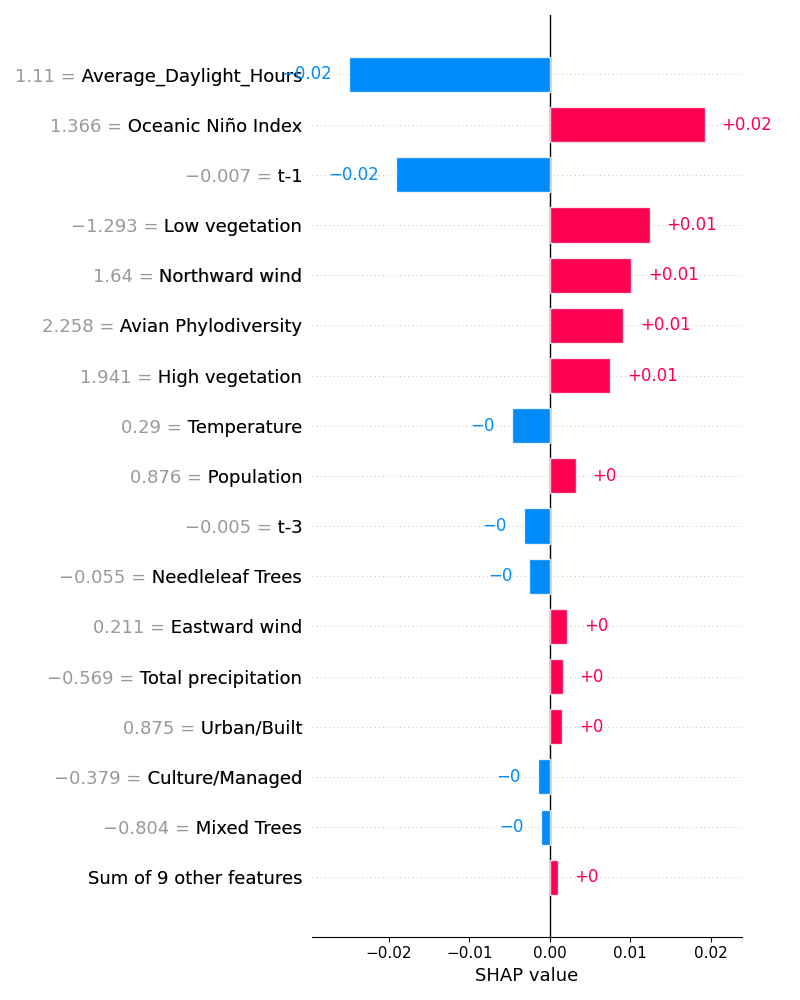 1.11 = Average_Daylight_Hours −0.02
1.366 = Oceanic Niño Index +0.02
−0.007 = t-1 −0.02
−1.293 = Low vegetation +0.01
1.64 = Northward wind +0.01
2.258 = Avian Phylodiversity +0.01
1.941 = High vegetation +0.01
0.29 = Temperature −0
0.876 = Population +0
−0.005 = t-3 −0
−0.055 = Needleleaf Trees −0
0.211 = Eastward wind +0
−0.569 = Total precipitation +0
0.875 = Urban/Built +0
−0.379 = Culture/Managed −0
−0.804 = Mixed Trees −0
Sum of 9 other features +0
−0.02 −0.01 0.00 0.01 0.02
SHAP value